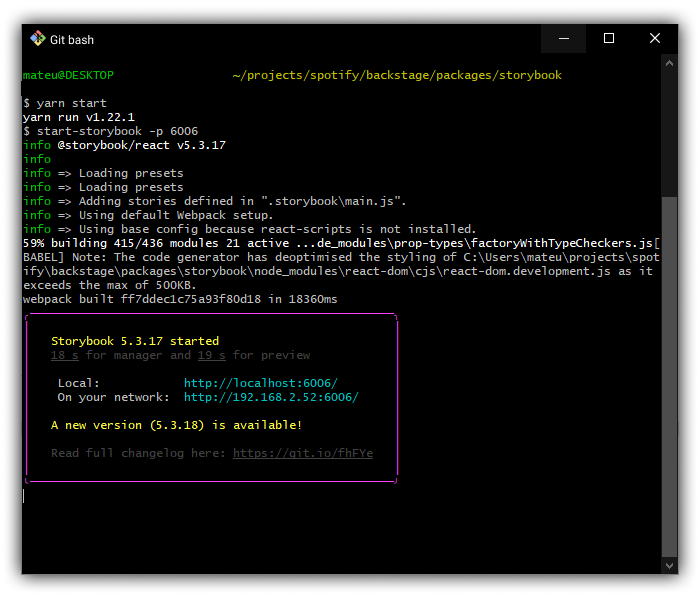 Git bash
mateu@DESKTOP ~/projects/spotify/backstage/packages/storybook
$ yarn start
yarn run v1.22.1
$ start-storybook -p 6006
info @storybook/react v5.3.17
info
info => Loading presets
info => Loading presets
info => Adding stories defined in ".storybook\main.js".
info => Using default Webpack setup.
info => Using base config because react-scripts is not installed.
59% building 415/436 modules 21 active ...de_modules\prop-types\factoryWithTypeCheckers.js[
BABEL] Note: The code generator has deoptimised the styling of C:\Users\mateu\projects\spot
ify\backstage\packages\storybook\node_modules\react-dom\cjs\react-dom.development.js as it
exceeds the max of 500KB.
webpack built ff7ddec1c75a93f80d18 in 18360ms
Storybook 5.3.17 started
18 s for manager and 19 s for preview
Local: http://localhost:6006/
On your network: http://192.168.2.52:6006/
A new version (5.3.18) is available!
Read full changelog here: https://git.io/fhFYe